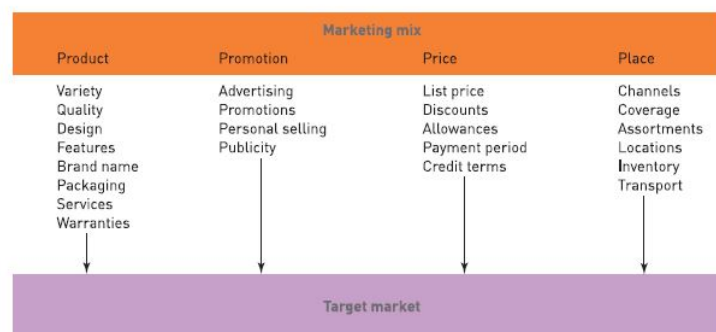 Marketing mix
Product Promotion Price Place
Variety Advertising List price Channels
Quality Promotions Discounts Coverage
Design Personal selling Allowances Assortments
Features Publicity Payment period Locations
Brand name Credit terms Inventory
Packaging Transport
Services
Warranties
Target market